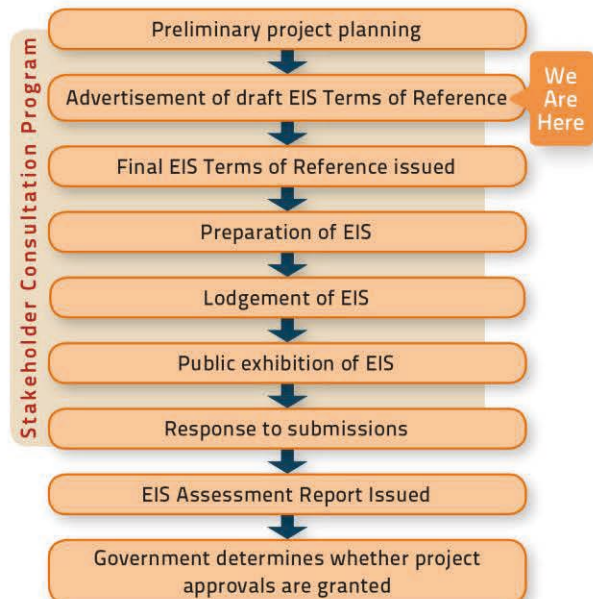 Stakeholder Consultation Program
Preliminary project planning
Advertisement of draft EIS Terms of Reference
We
Are
Here
Final EIS Terms of Reference issued
Preparation of EIS
Lodgement of EIS
Public exhibition of EIS
Response to submissions
EIS Assessment Report Issued
Government determines whether project
approvals are granted